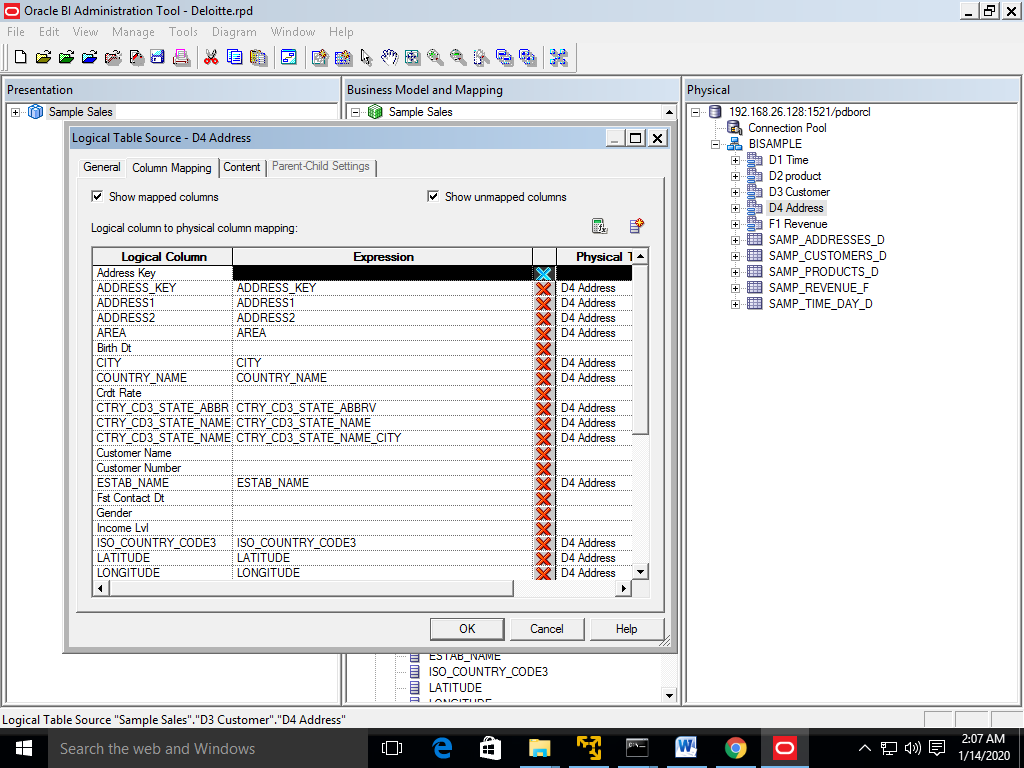 Oracle BI Administration Tool - Deloitte.rpd
File Edit View Manage Tools Diagram Window Help
Presentation
Sample Sales
Business Model and Mapping
Sample Sales
Physical
192.168.26.128:1521/pdborcl
Connection Pool
BISAMPLE
D1 Time
D2 product
D3 Customer
D4 Address
F1 Revenue
SAMP_ADDRESSES_D
SAMP_CUSTOMERS_D
SAMP_PRODUCTS_D
SAMP_REVENUE_F
SAMP_TIME_DAY_D
Logical Table Source - D4 Address
General Column Mapping Content Parent-Child Settings
Show mapped columns Show unmapped columns
Logical column to physical column mapping:
Logical Column Expression Physical T
Address Key
ADDRESS_KEY ADDRESS_KEY D4 Address
ADDRESS1 ADDRESS1 D4 Address
ADDRESS2 ADDRESS2 D4 Address
AREA AREA D4 Address
Birth Dt
CITY CITY D4 Address
COUNTRY_NAME COUNTRY_NAME D4 Address
Crdt Rate
CTRY_CD3_STATE_ABBR CTRY_CD3_STATE_ABBRV D4 Address
CTRY_CD3_STATE_NAME CTRY_CD3_STATE_NAME D4 Address
CTRY_CD3_STATE_NAME CTRY_CD3_STATE_NAME_CITY D4 Address
Customer Name
Customer Number
ESTAB_NAME ESTAB_NAME D4 Address
Fst Contact Dt
Gender
Income Lvl
ISO_COUNTRY_CODE3 ISO_COUNTRY_CODE3 D4 Address
LATITUDE LATITUDE D4 Address
LONGITUDE LONGITUDE D4 Address
OK Cancel Help
ESTAB_NAME
ISO_COUNTRY_CODE3
LATITUDE
LONGITUDE
Logical Table Source "Sample Sales"."D3 Customer"."D4 Address"
Search the web and Windows
2:07 AM
1/14/2020